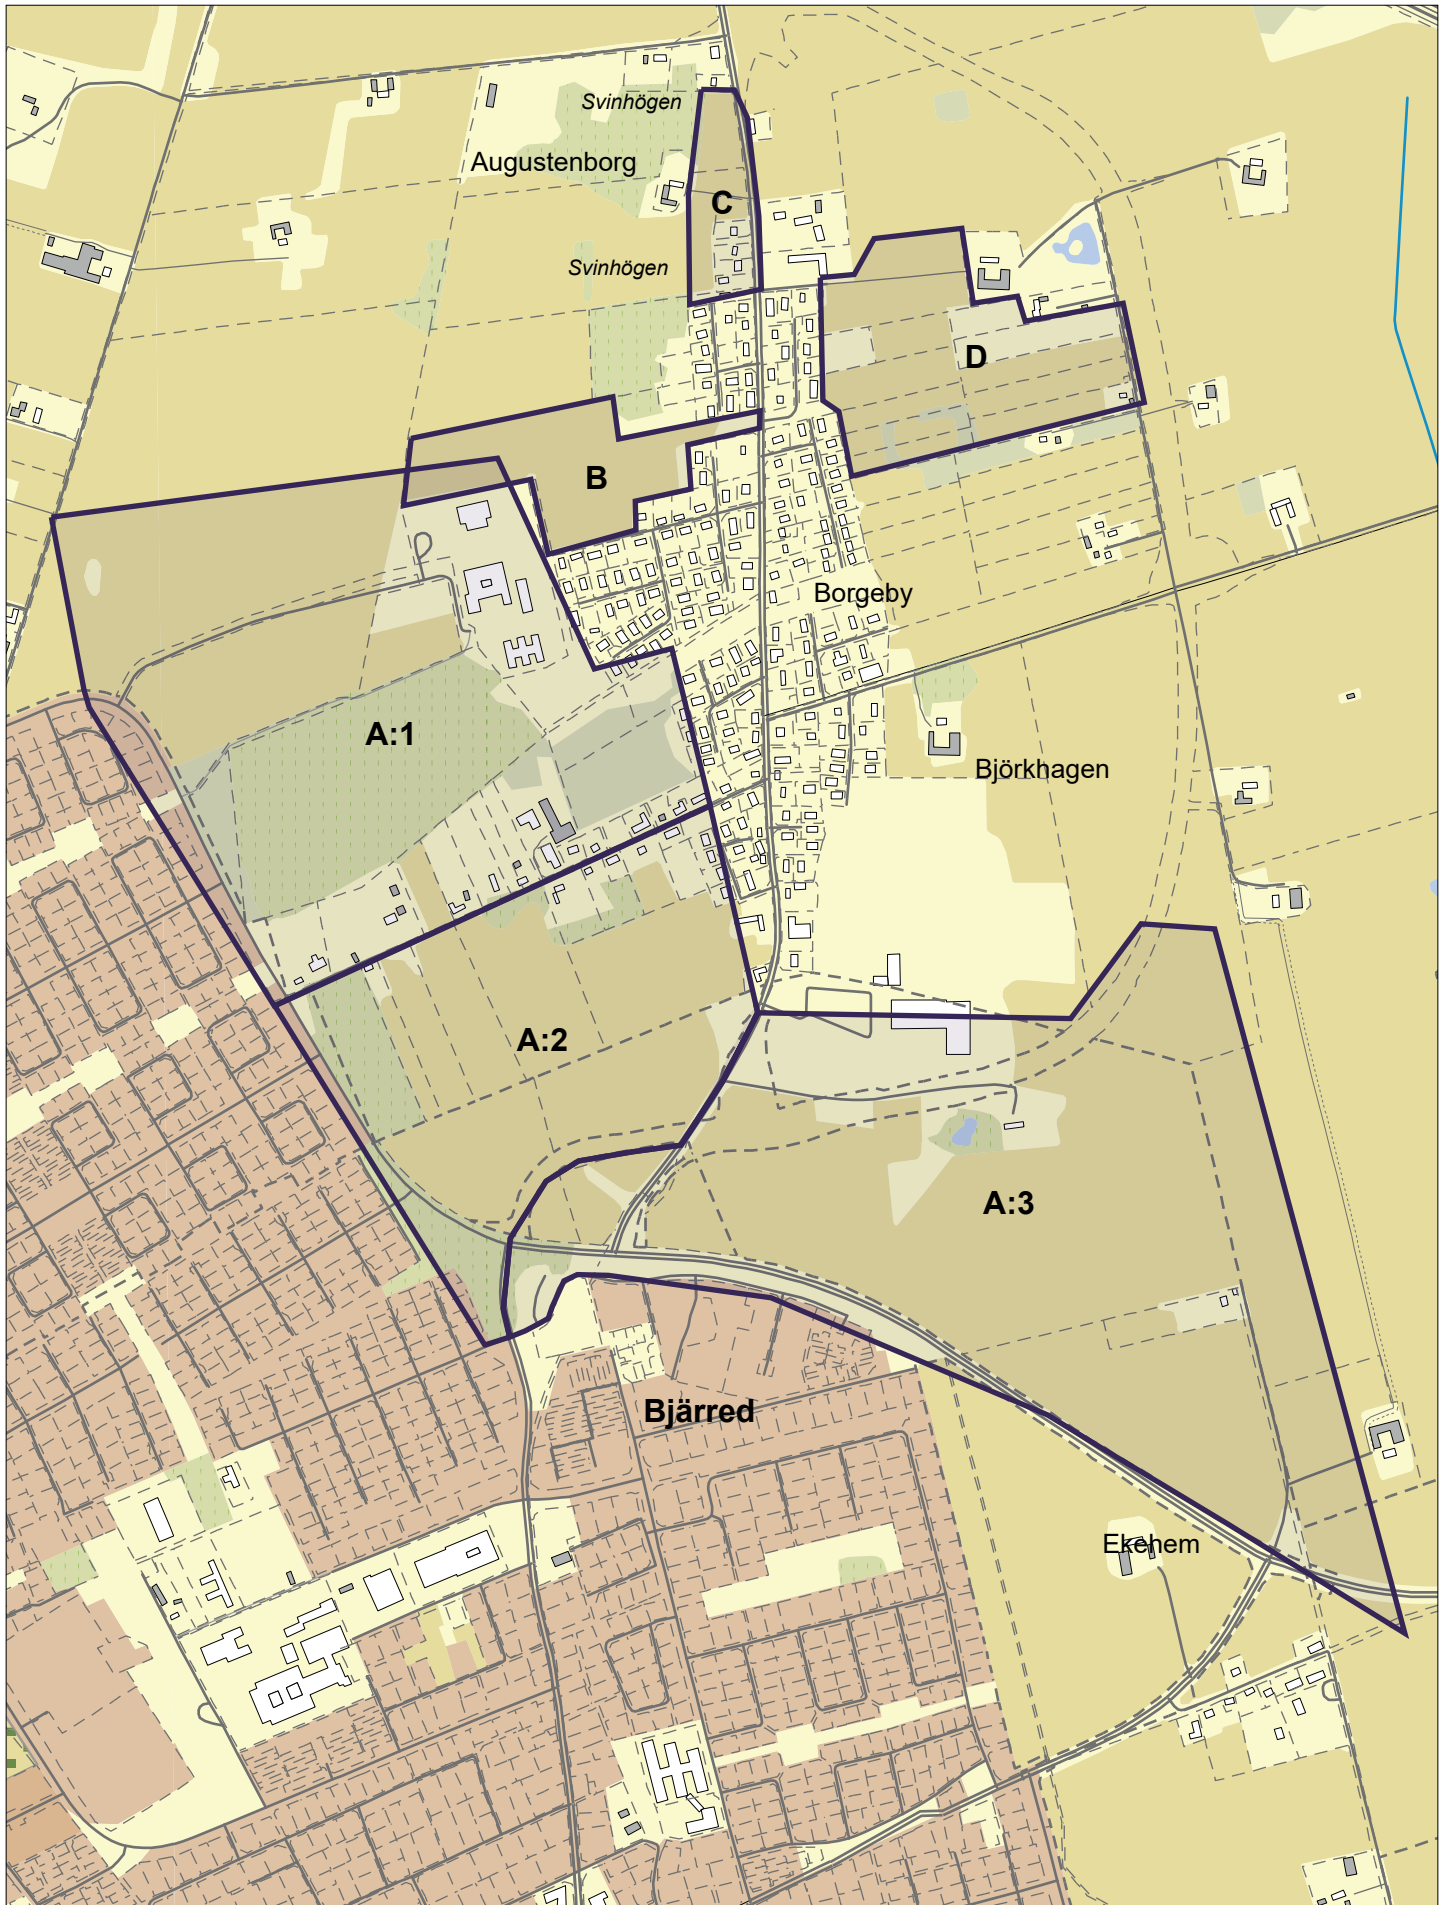 Svinhögen
Augustenborg
C
Svinhögen
D
B
Borgeby
A:1
Björkhagen
A:2
A:3
Bjärred
Ekehem